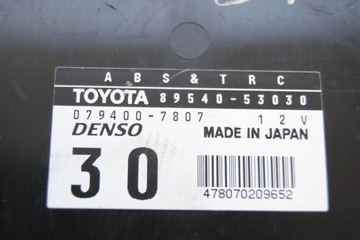 ABS&TRC
TOYOTA 89540-53030
079400-7807 12V
DENSO MADE IN JAPAN
30
478070209652